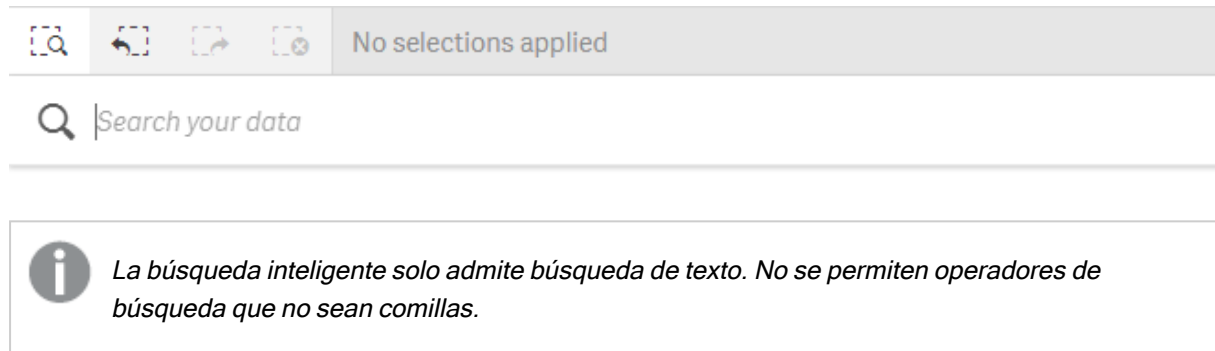 No selections applied
Search your data
La búsqueda inteligente solo admite búsqueda de texto. No se permiten operadores de
búsqueda que no sean comillas.